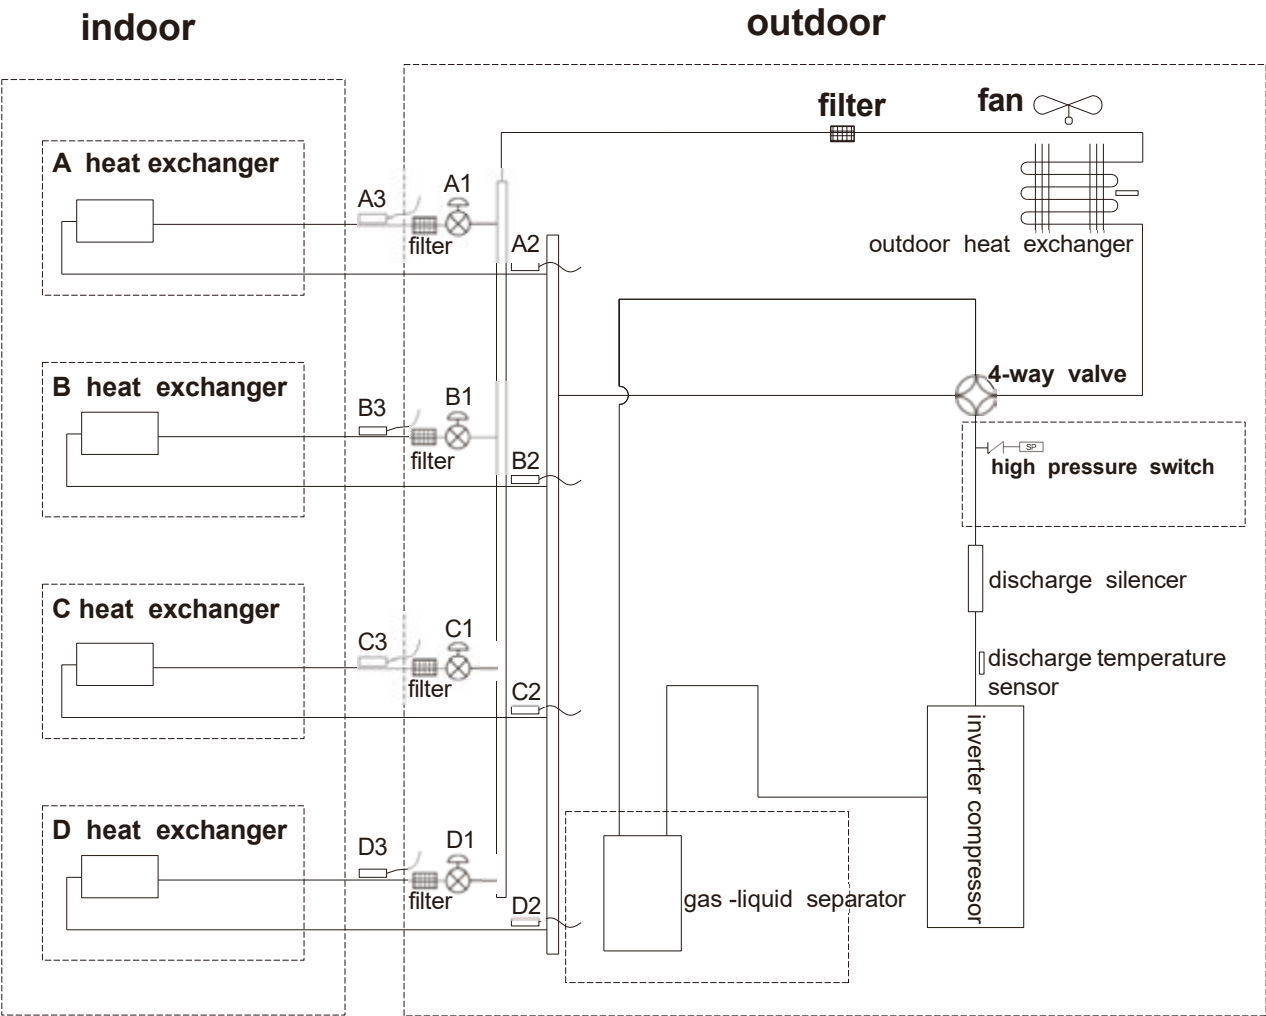 indoor
outdoor
filter
fan
A heat exchanger
A3
A1
filter
A2
outdoor heat exchanger
4-way valve
B heat exchanger
B3
B1
filter
B2
SP
high pressure switch
discharge silencer
C heat exchanger
C3
C1
filter
C2
discharge temperature
sensor
inverter compressor
D heat exchanger
D3
D1
filter
D2
gas -liquid separator